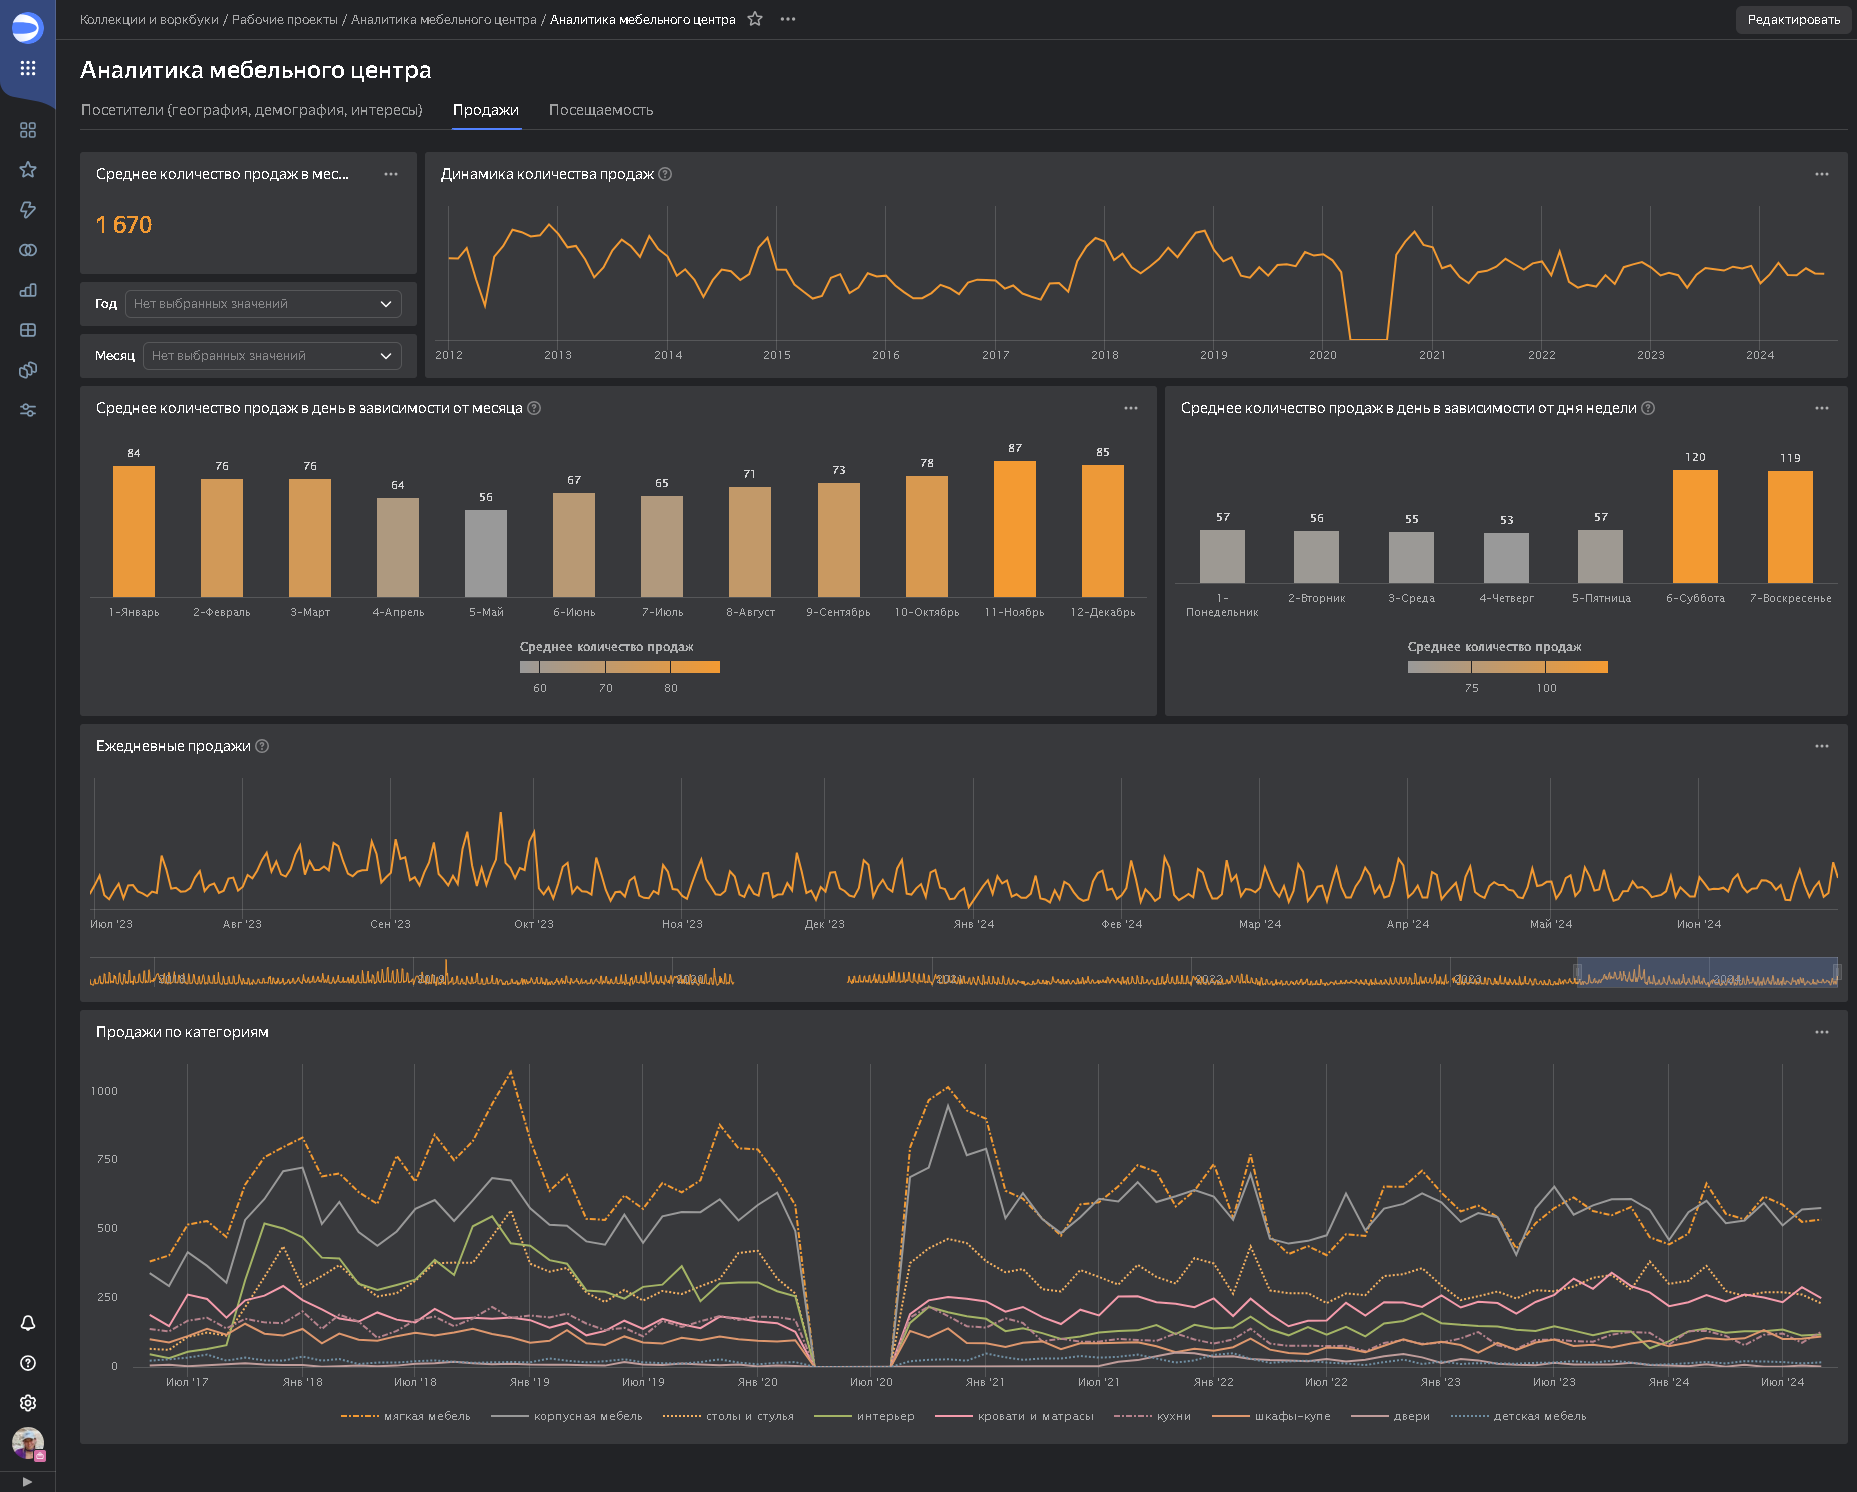 Коллекции и воркбуки / Рабочие проекты / Аналитика мебельного центра / Аналитика мебельного центра
Редактировать
Аналитика мебельного центра
Посетители (география, демография, интересы)
Продажи
Посещаемость
Среднее количество продаж в мес...
1 670
Год
Нет выбранных значений
Месяц
Нет выбранных значений
Динамика количества продаж
2012 2013 2014 2015 2016 2017 2018 2019 2020 2021 2022 2023 2024
Среднее количество продаж в день в зависимости от месяца
84 76 76 64 56 67 65 71 73 78 87 85
1-Январь 2-Февраль 3-Март 4-Апрель 5-Май 6-Июнь 7-Июль 8-Август 9-Сентябрь 10-Октябрь 11-Ноябрь 12-Декабрь
Среднее количество продаж
60 70 80
Среднее количество продаж в день в зависимости от дня недели
57 56 55 53 57 120 119
1-Понедельник 2-Вторник 3-Среда 4-Четверг 5-Пятница 6-Суббота 7-Воскресенье
Среднее количество продаж
75 100
Ежедневные продажи
Июл '23 Авг '23 Сен '23 Окт '23 Ноя '23 Дек '23 Янв '24 Фев '24 Мар '24 Апр '24 Май '24 Июн '24
2018 2019 2020 2021 2022 2023 2024
Продажи по категориям
1000
750
500
250
0
Июл '17 Янв '18 Июл '18 Янв '19 Июл '19 Янв '20 Июл '20 Янв '21 Июл '21 Янв '22 Июл '22 Янв '23 Июл '23 Янв '24 Июл '24
мягкая мебель корпусная мебель столы и стулья интерьер кровати и матрасы кухни шкафы-купе двери детская мебель